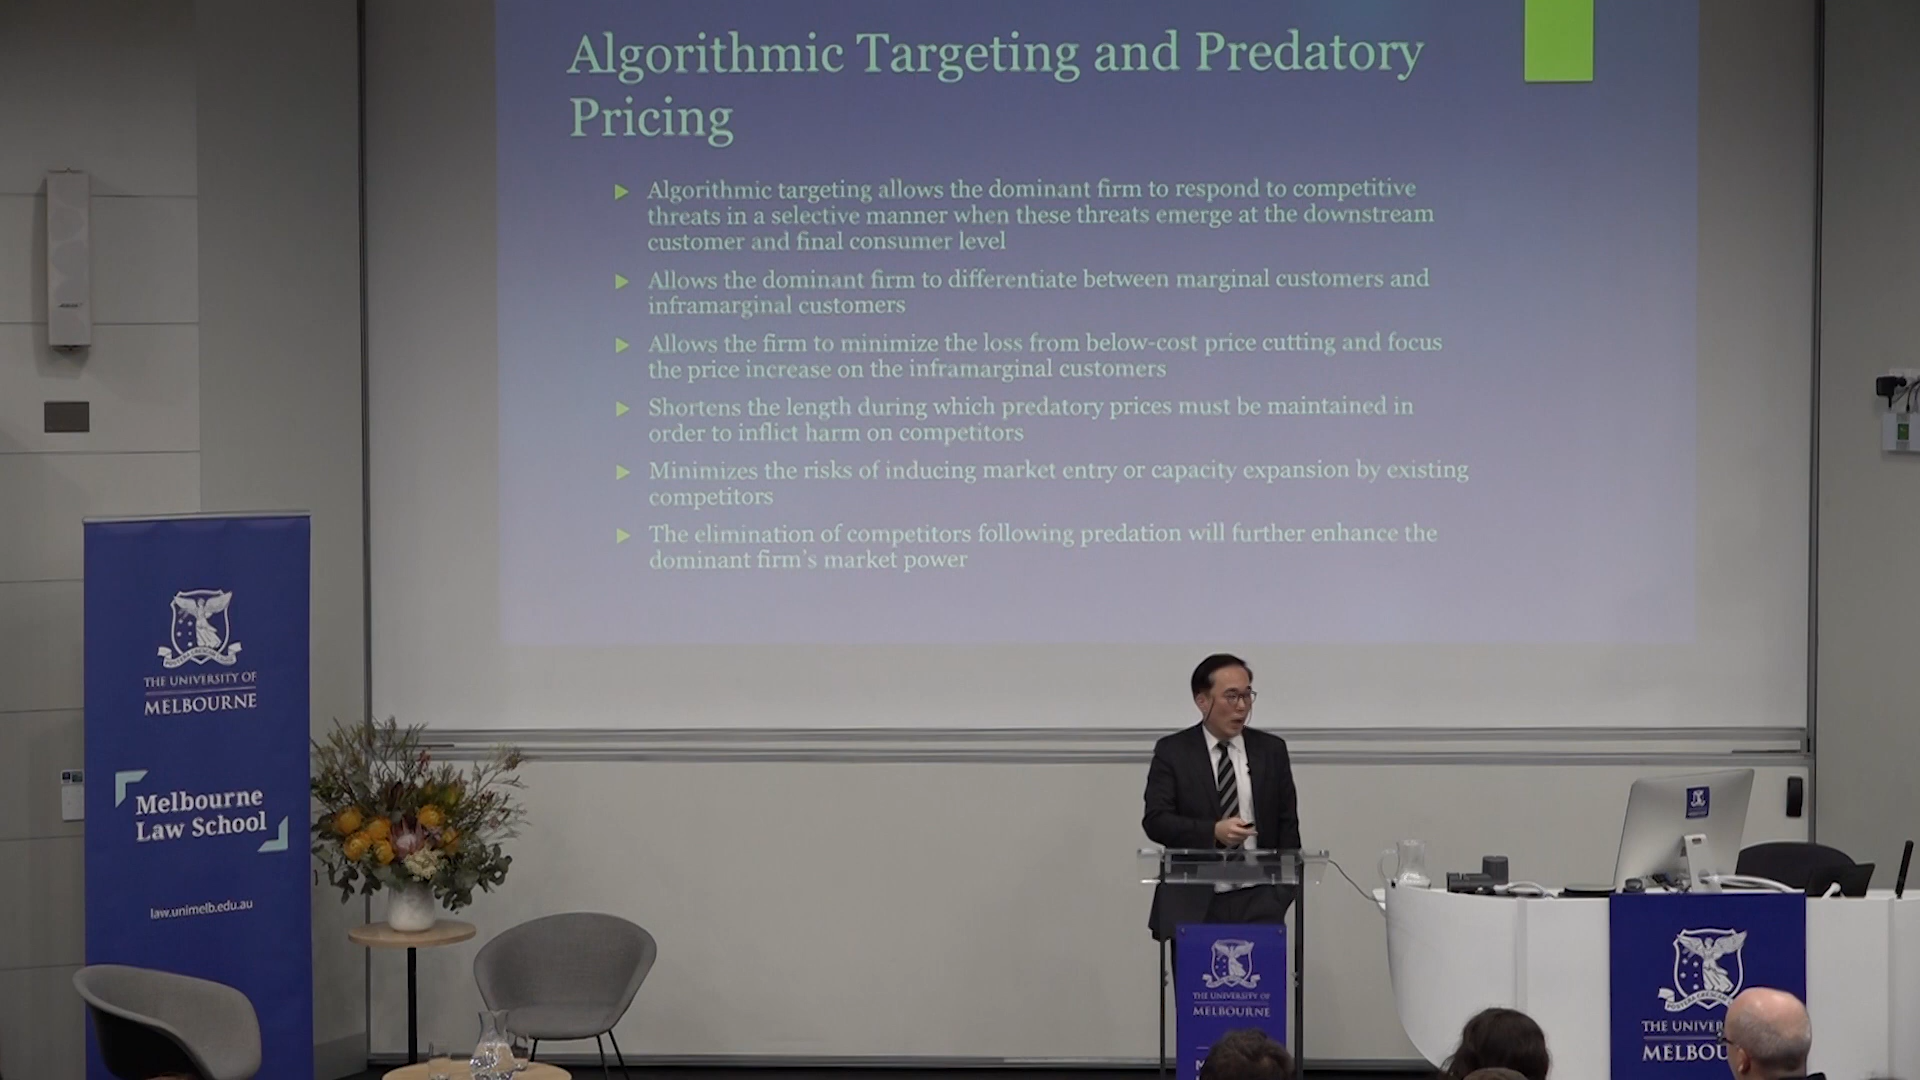 Algorithmic Targeting and Predatory
Pricing
Algorithmic targeting allows the dominant firm to respond to competitive
threats in a selective manner when these threats emerge at the downstream
customer and final consumer level
Allows the dominant firm to differentiate between marginal customers and
inframarginal customers
Allows the firm to minimize the loss from below-cost price cutting and focus
the price increase on the inframarginal customers
Shortens the length during which predatory prices must be maintained in
order to inflict harm on competitors
Minimizes the risks of inducing market entry or capacity expansion by existing
competitors
The elimination of competitors following predation will further enhance the
dominant firm's market power
THE UNIVERSITY OF
MELBOURNE
Melbourne
Law School
law.unimelb.edu.au
THE UNIVERSITY OF
MELBOURNE
THE UNIVER
MELBOU